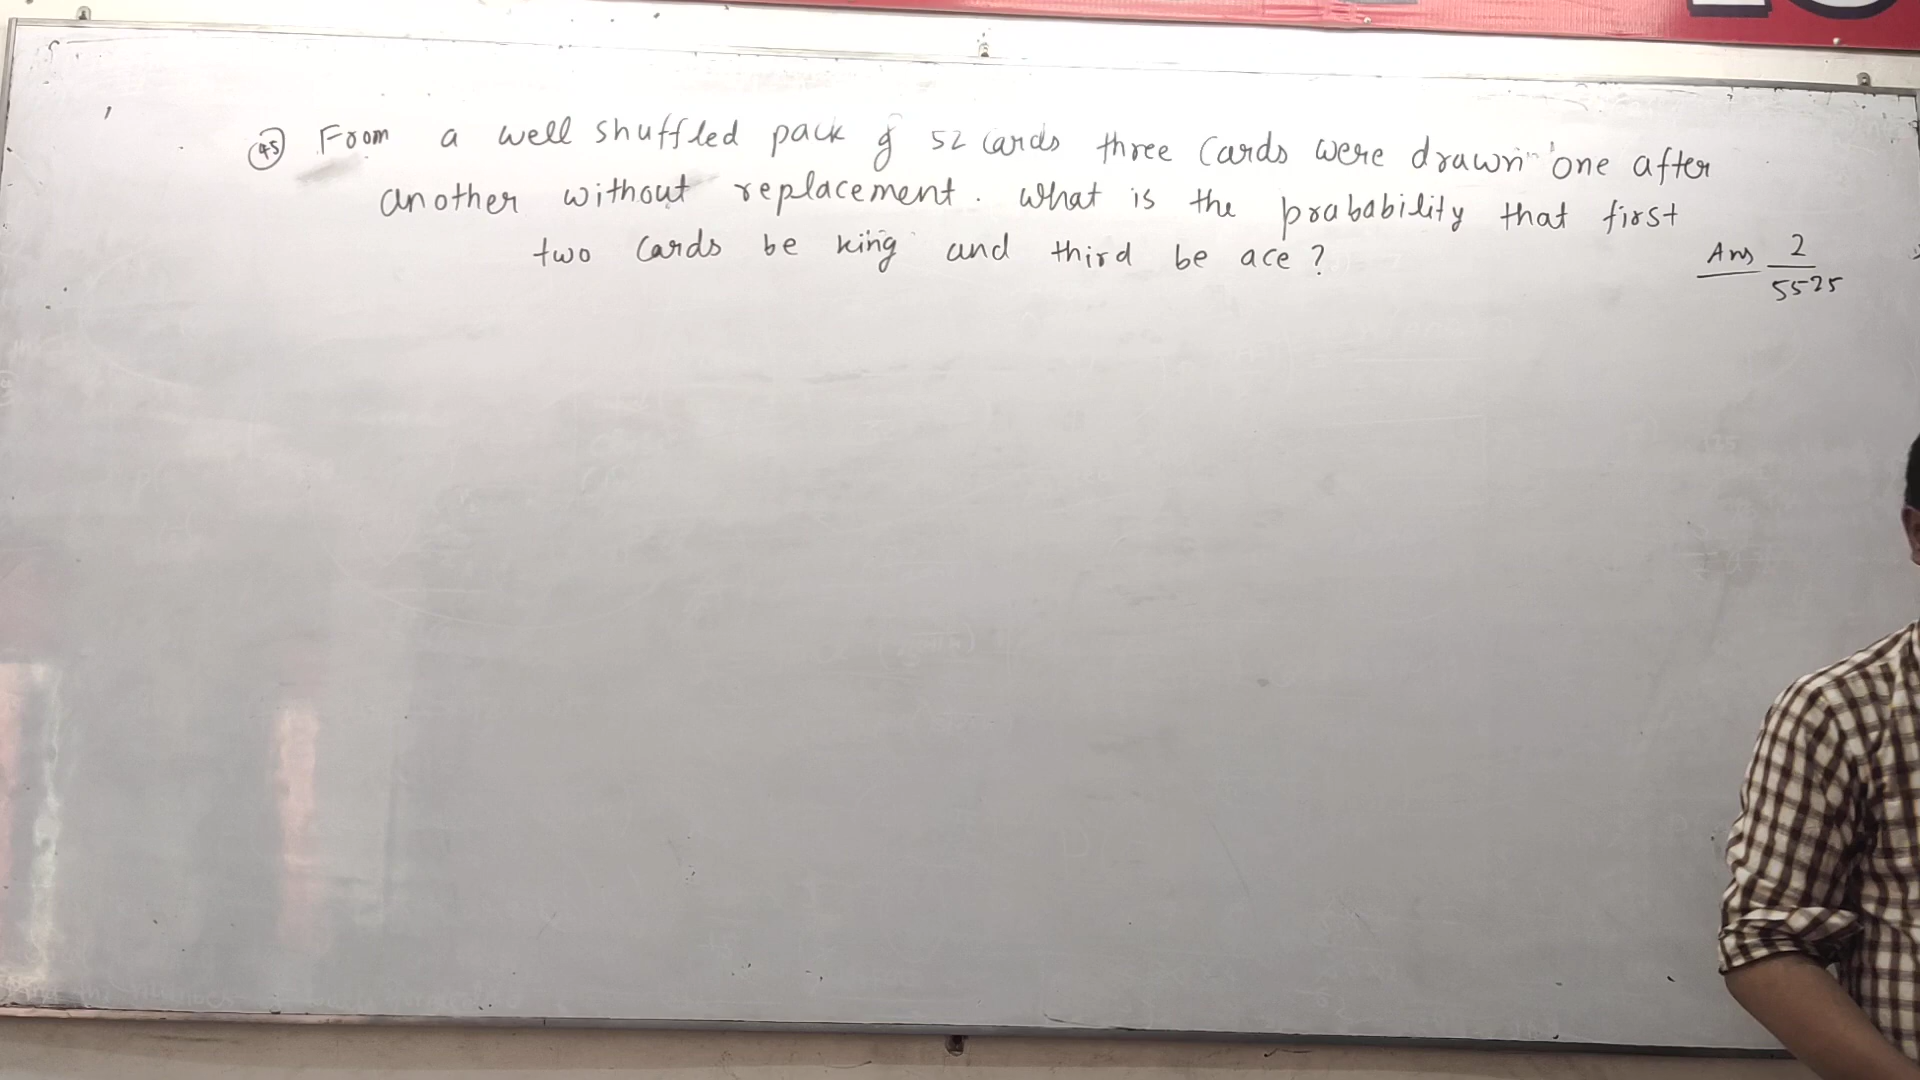 45 From a well shuffled pack of 52 cards three cards were drawn one after
another without replacement. What is the prabability that first
two cards be king and third be ace?
Ans 2/5525